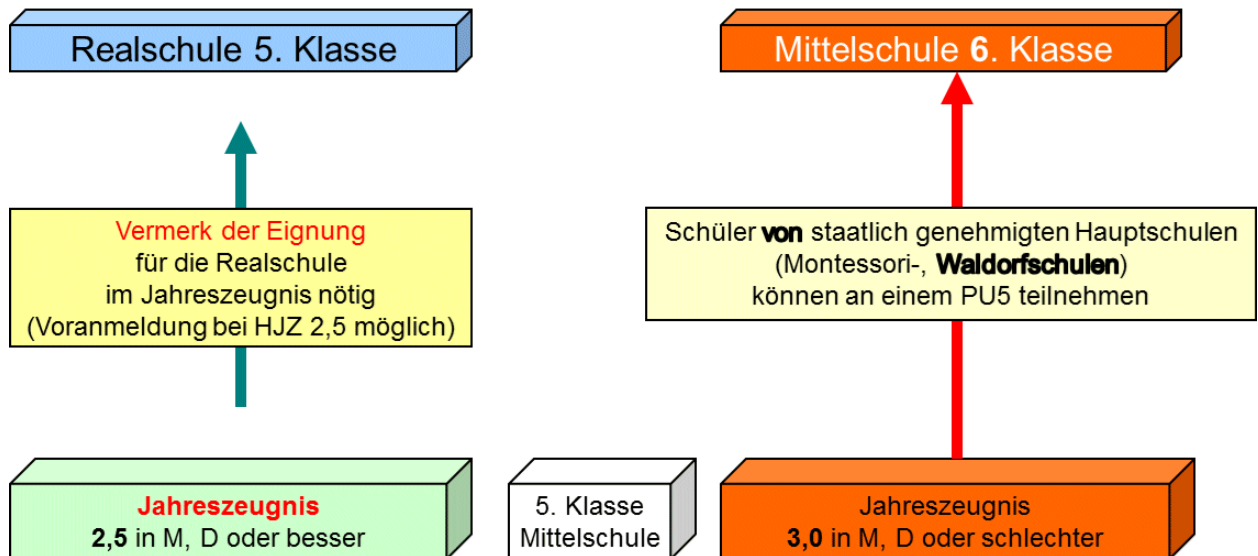 Realschule 5. Klasse
Mittelschule 6. Klasse
Vermerk der Eignung
für die Realschule
im Jahreszeugnis nötig
(Voranmeldung bei HJZ 2,5 möglich)
Schüler von staatlich genehmigten Hauptschulen
(Montessori-, Waldorfschulen)
können an einem PU5 teilnehmen
Jahreszeugnis
2,5 in M, D oder besser
5. Klasse
Mittelschule
Jahreszeugnis
3,0 in M, D oder schlechter